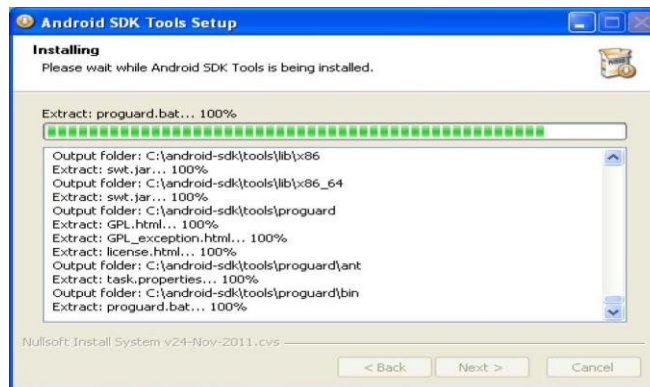 Android SDK Tools Setup
Installing
Please wait while Android SDK Tools is being installed.
Extract: proguard.bat... 100%
Output folder: C:\android-sdk\tools\lib\x86
Extract: swt.jar... 100%
Output folder: C:\android-sdk\tools\lib\x86_64
Extract: swt.jar... 100%
Output folder: C:\android-sdk\tools\proguard
Extract: GPL.html... 100%
Extract: GPL_exception.html... 100%
Extract: license.html... 100%
Output folder: C:\android-sdk\tools\proguard\ant
Extract: task.properties... 100%
Output folder: C:\android-sdk\tools\proguard\bin
Extract: proguard.bat... 100%
Nullsoft Install System v24-Nov-2011.cvs
< Back Next > Cancel